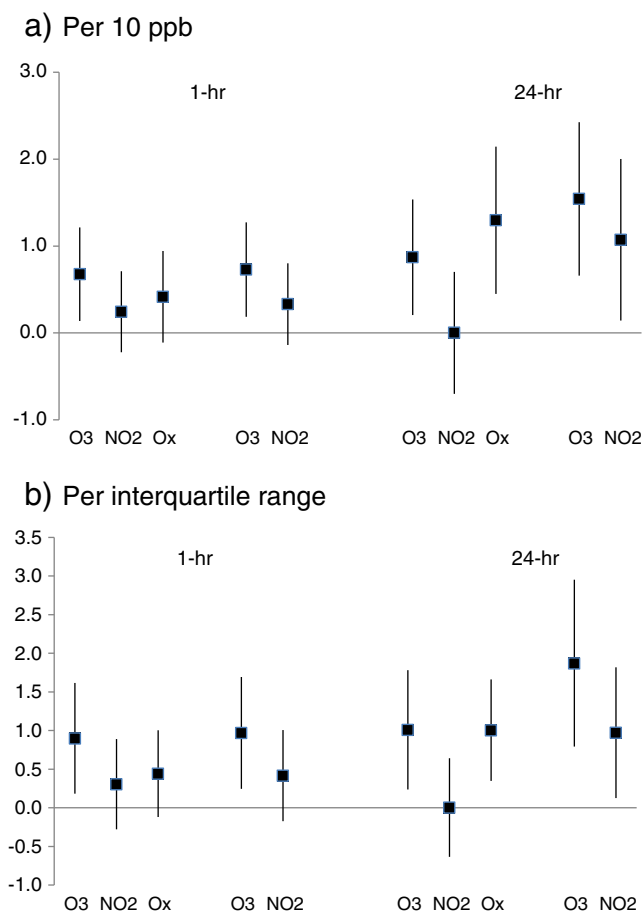 a) Per 10 ppb
3.0
1-hr 24-hr
2.0
1.0
0.0
-1.0
O3 NO2 Ox O3 NO2 O3 NO2 Ox O3 NO2
b) Per interquartile range
3.5
1-hr 24-hr
3.0
2.5
2.0
1.5
1.0
0.5
0.0
-0.5
-1.0
O3 NO2 Ox O3 NO2 O3 NO2 Ox O3 NO2